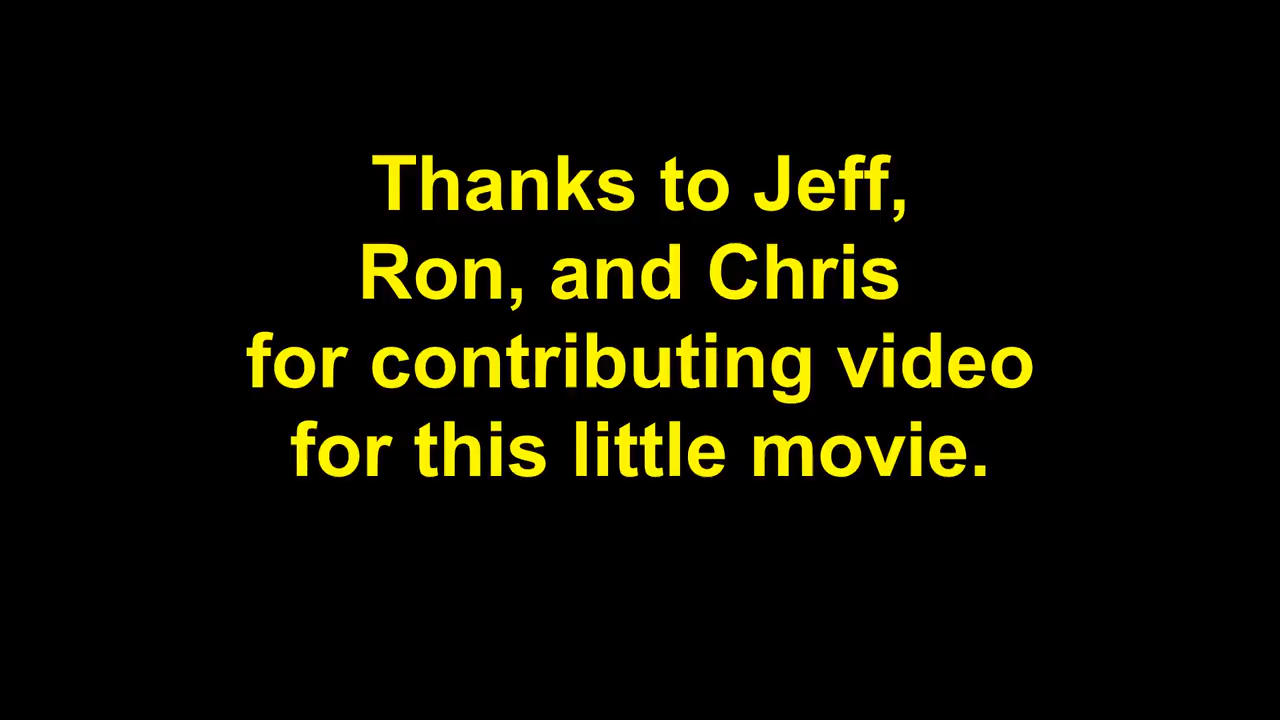 Thanks to Jeff,
Ron, and Chris
for contributing video
for this little movie.